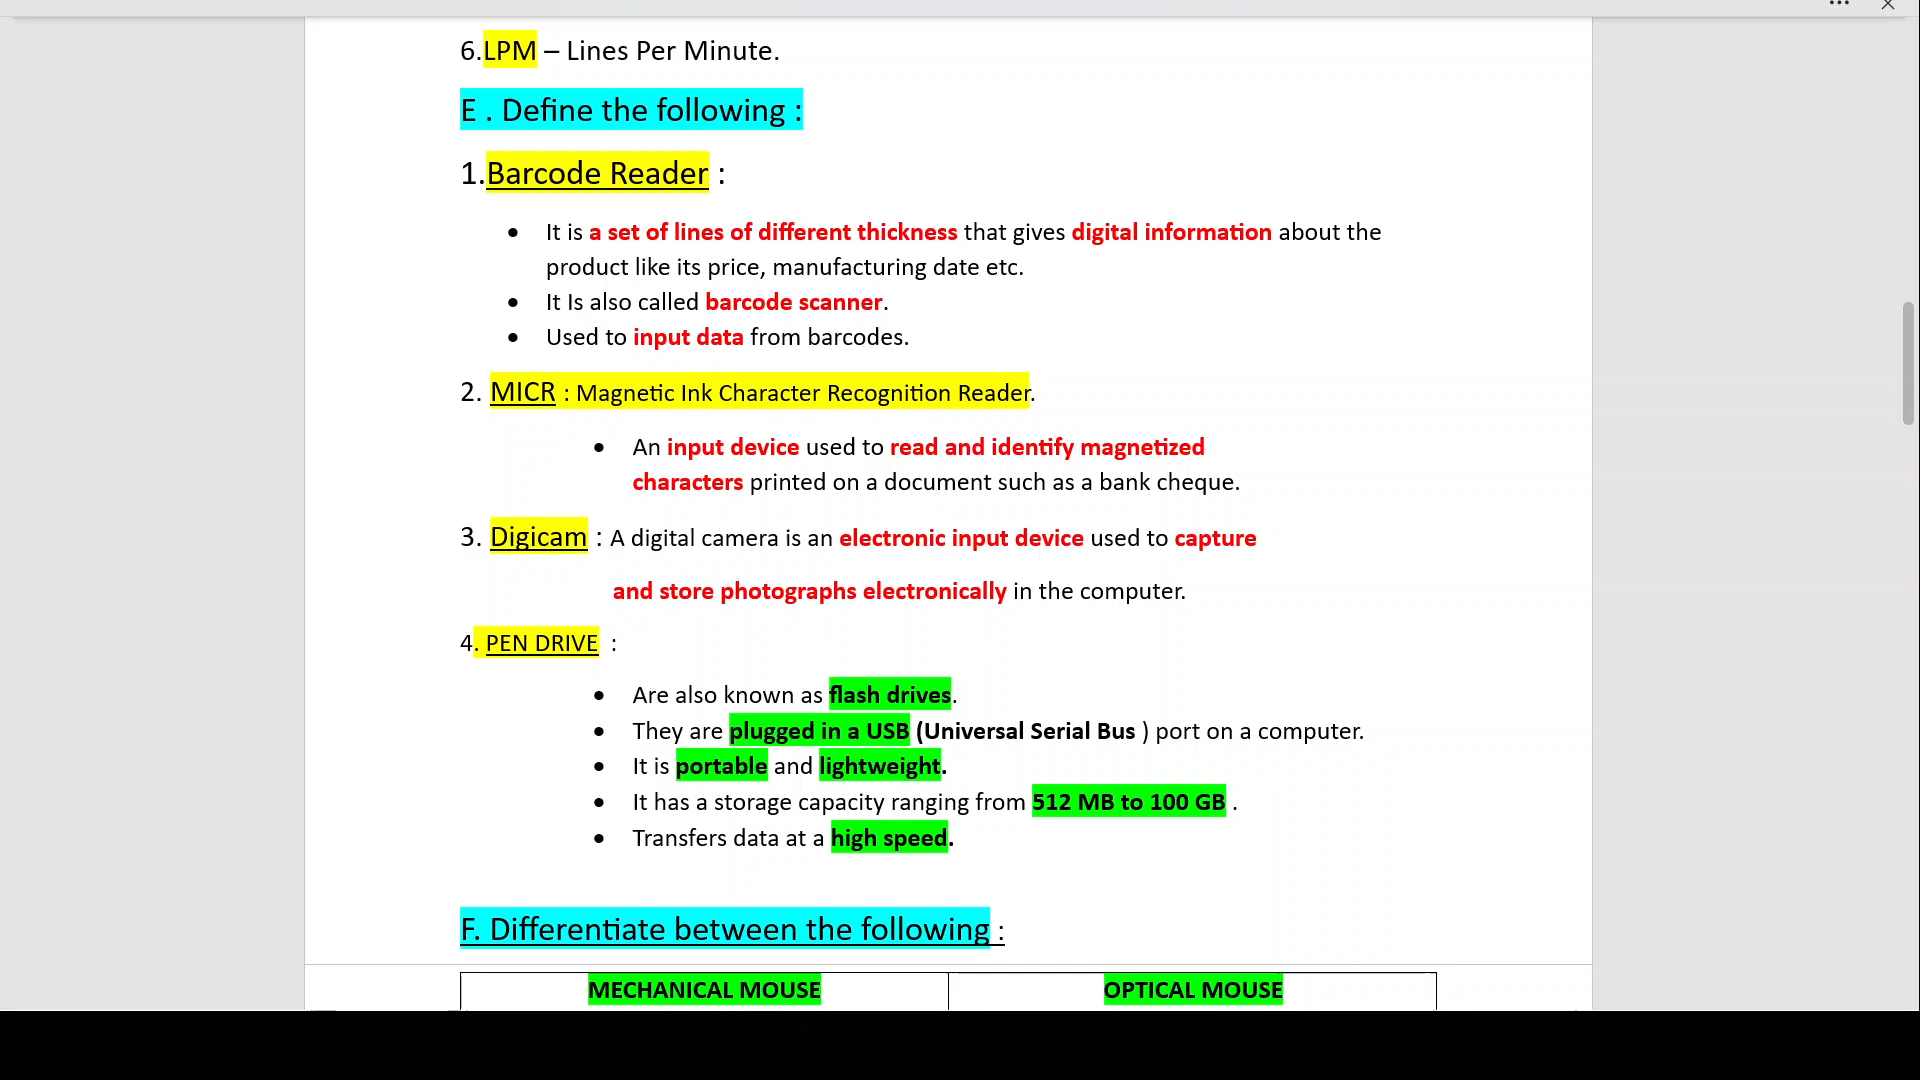 6.LPM – Lines Per Minute.
E . Define the following :
1.Barcode Reader :
• It is a set of lines of different thickness that gives digital information about the
product like its price, manufacturing date etc.
• It Is also called barcode scanner.
• Used to input data from barcodes.
2. MICR : Magnetic Ink Character Recognition Reader.
• An input device used to read and identify magnetized
characters printed on a document such as a bank cheque.
3. Digicam : A digital camera is an electronic input device used to capture
and store photographs electronically in the computer.
4. PEN DRIVE :
• Are also known as flash drives.
• They are plugged in a USB (Universal Serial Bus ) port on a computer.
• It is portable and lightweight.
• It has a storage capacity ranging from 512 MB to 100 GB .
• Transfers data at a high speed.
F. Differentiate between the following :
MECHANICAL MOUSE OPTICAL MOUSE